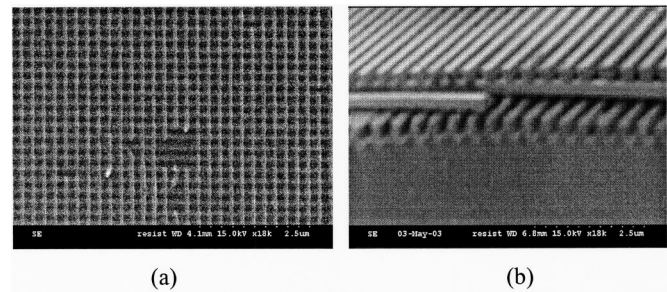 SE resist WD 4.1mm 15.0kV x18k 2.5um
SE 03-May-03 WD 6.8mm 15.0kV x18k 2.5um
(a) (b)